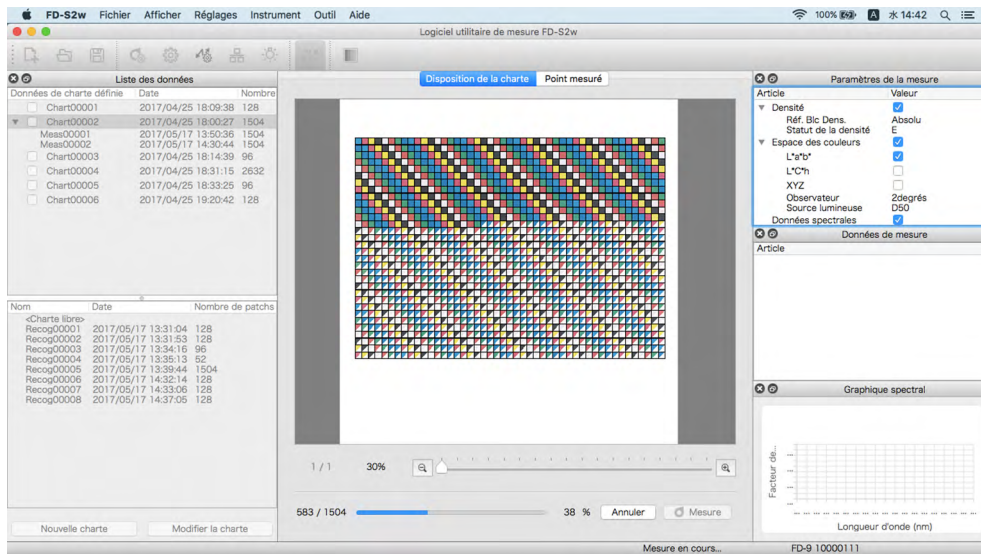 FD-S2w Fichier Afficher Réglages Instrument Outil Aide 100% A 水 14:42
Logiciel utilitaire de mesure FD-S2w
Liste des données
Données de charte définie Date Nombre
Chart00001 2017/04/25 18:09:38 128
Chart00002 2017/04/25 18:00:27 1504
Meas00001 2017/05/17 13:50:36 1504
Meas00002 2017/05/17 14:30:44 1504
Chart00003 2017/04/25 18:14:39 96
Chart00004 2017/04/25 18:31:15 2632
Chart00005 2017/04/25 18:33:25 96
Chart00006 2017/04/25 19:20:42 128
Nom Date Nombre de patchs
<Charte libre>
Recog00001 2017/05/17 13:31:04 128
Recog00002 2017/05/17 13:31:53 128
Recog00003 2017/05/17 13:34:16 96
Recog00004 2017/05/17 13:35:13 52
Recog00005 2017/05/17 13:39:44 1504
Recog00006 2017/05/17 14:32:14 128
Recog00007 2017/05/17 14:33:06 128
Recog00008 2017/05/17 14:37:05 128
Nouvelle charte Modifier la charte
Disposition de la charte Point mesuré
1 / 1 30%
583 / 1504 38 % Annuler Mesure
Paramètres de la mesure
Article Valeur
Densité
Réf. Blc Dens. Absolu
Statut de la densité E
Espace des couleurs
L*a*b*
L*C*h
XYZ
Observateur 2degrés
Source lumineuse D50
Données spectrales
Données de mesure
Article
Graphique spectral
Facteur de...
Longueur d'onde (nm)
Mesure en cours... FD-9 10000111